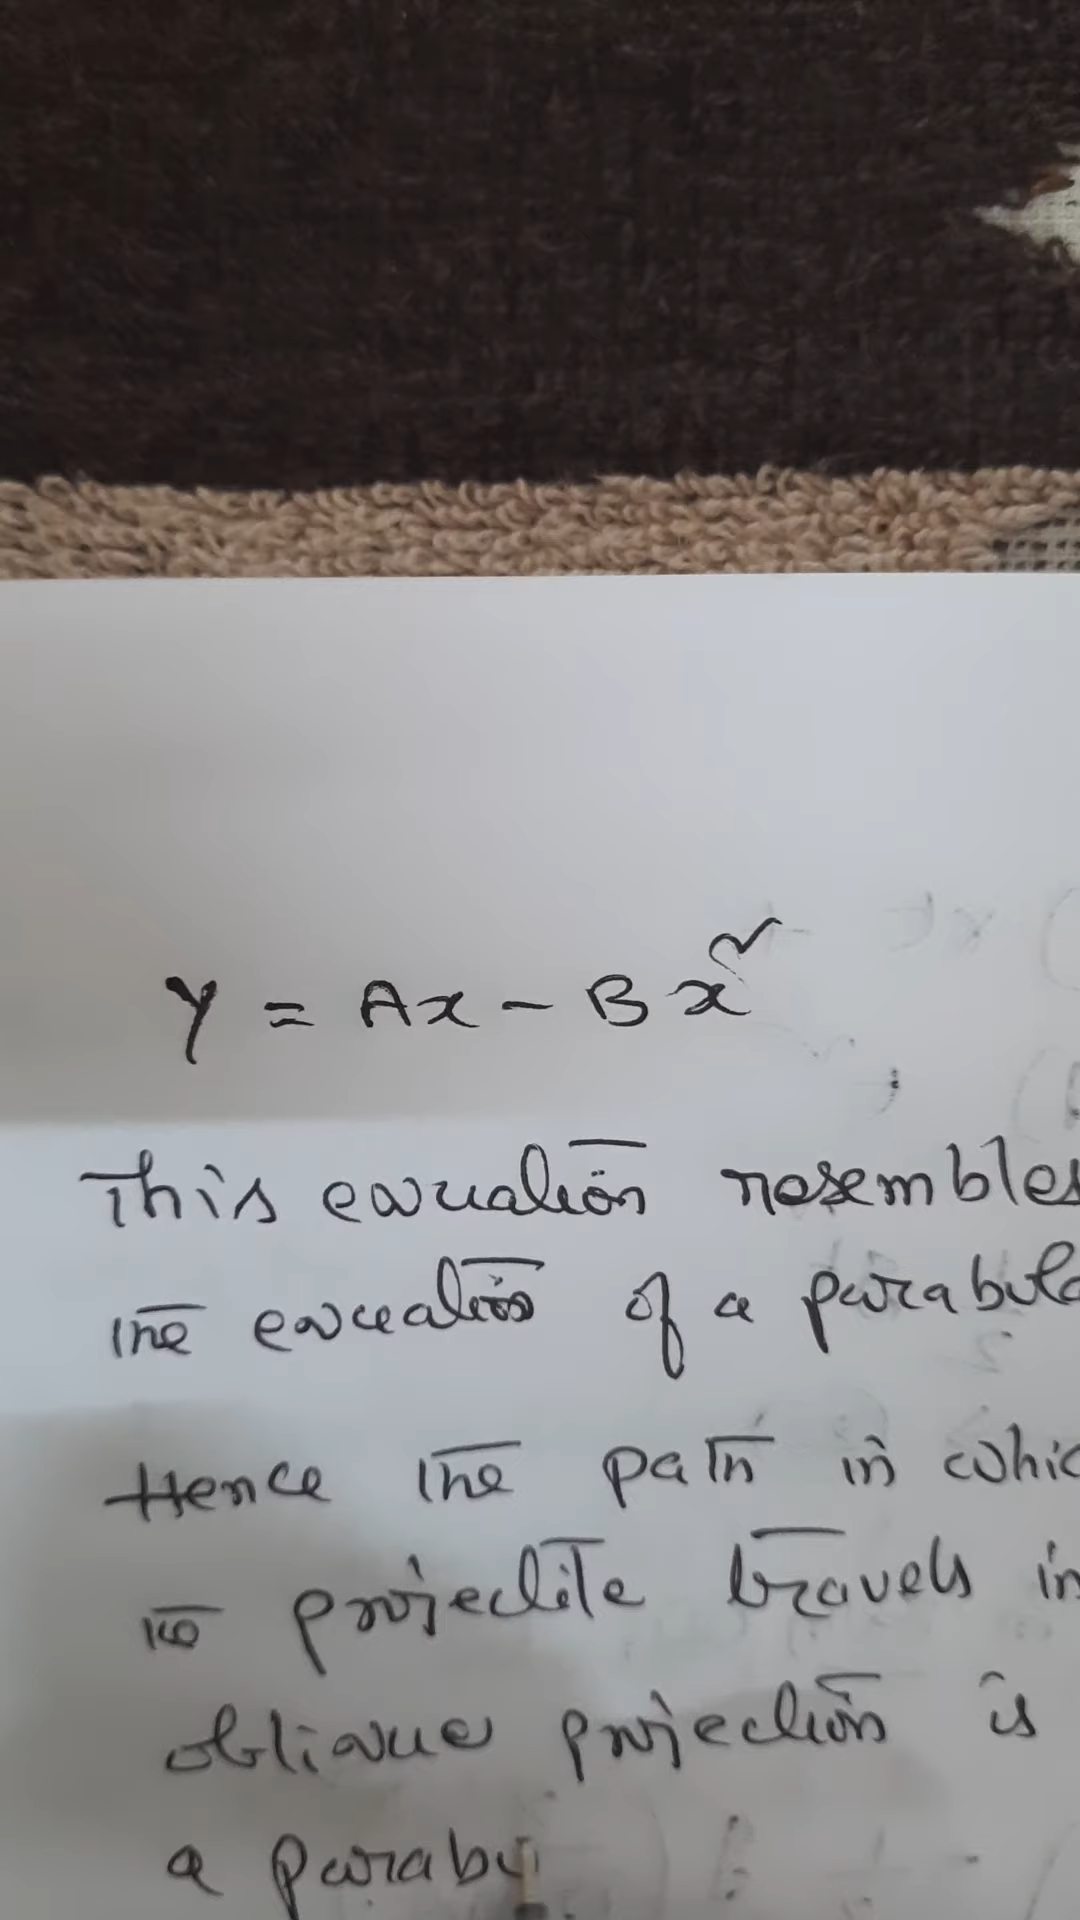 Y = Ax - Bx²
This equation resembles
the equation of a parabola
Hence the path in which
the projectile travels in
oblique projection is
a parabo